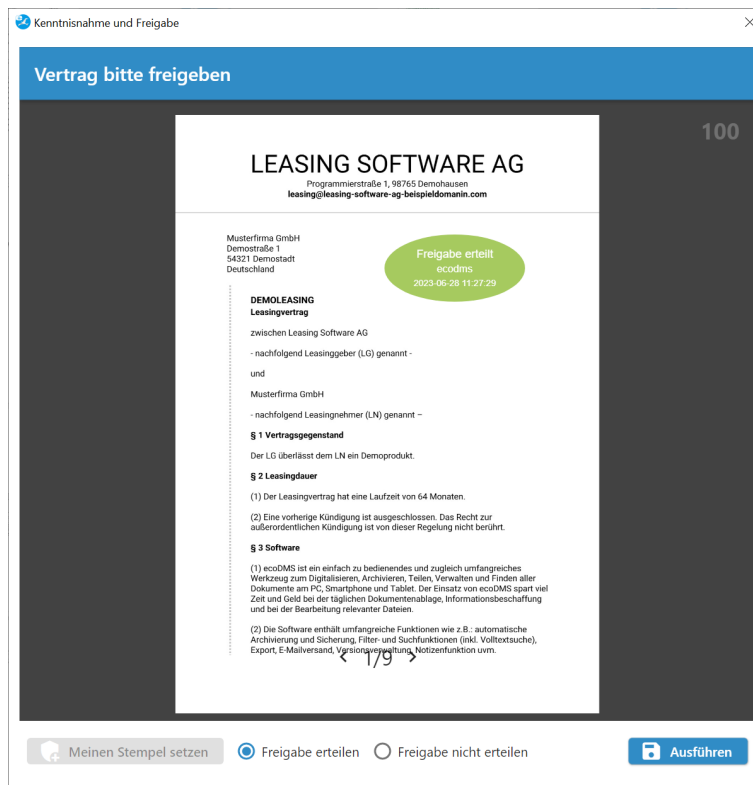 Kenntnisnahme und Freigabe
Vertrag bitte freigeben
100
LEASING SOFTWARE AG
Programmierstraße 1, 98765 Demohausen
leasing@leasing-software-ag-beispieldomanin.com
Musterfirma GmbH
Demostraße 1
54321 Demostadt
Deutschland
Freigabe erteilt
ecodms
2023-06-28 11:27:29
DEMOLEASING
Leasingvertrag
zwischen Leasing Software AG
- nachfolgend Leasinggeber (LG) genannt -
und
Musterfirma GmbH
- nachfolgend Leasingnehmer (LN) genannt –
§ 1 Vertragsgegenstand
Der LG überlässt dem LN ein Demoprodukt.
§ 2 Leasingdauer
(1) Der Leasingvertrag hat eine Laufzeit von 64 Monaten.
(2) Eine vorherige Kündigung ist ausgeschlossen. Das Recht zur
außerordentlichen Kündigung ist von dieser Regelung nicht berührt.
§ 3 Software
(1) ecoDMS ist ein einfach zu bedienendes und zugleich umfangreiches
Werkzeug zum Digitalisieren, Archivieren, Teilen, Verwalten und Finden aller
Dokumente am PC, Smartphone und Tablet. Der Einsatz von ecoDMS spart viel
Zeit und Geld bei der täglichen Dokumentenablage, Informationsbeschaffung
und bei der Bearbeitung relevanter Dateien.
(2) Die Software enthält umfangreiche Funktionen wie z.B.: automatische
Archivierung und Sicherung, Filter- und Suchfunktionen (inkl. Volltextsuche),
Export, E-Mailversand, Versionsverwaltung, Notizenfunktion uvm.
1/9
Meinen Stempel setzen
Freigabe erteilen
Freigabe nicht erteilen
Ausführen